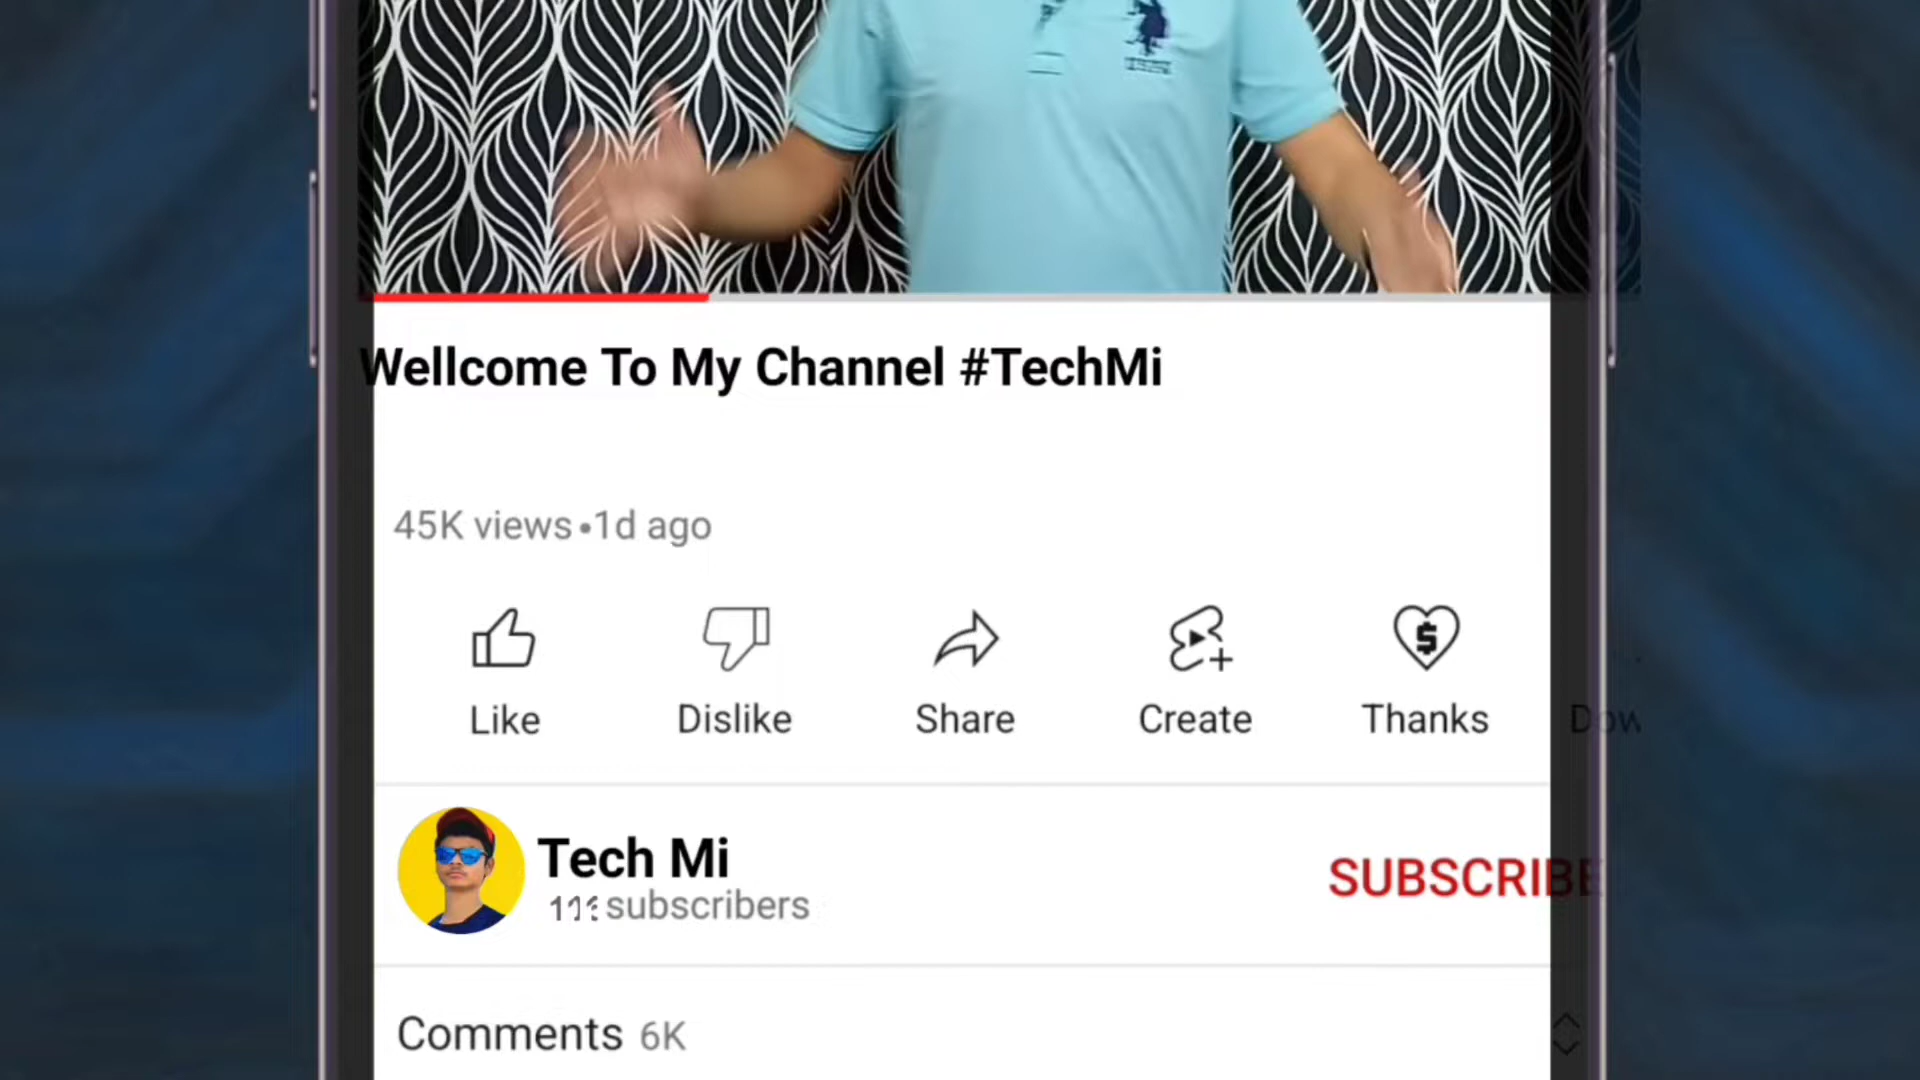 Wellcome To My Channel #TechMi
45K views•1d ago
Like Dislike Share Create Thanks
Tech Mi
subscribers
SUBSCRIBE
Comments 6K